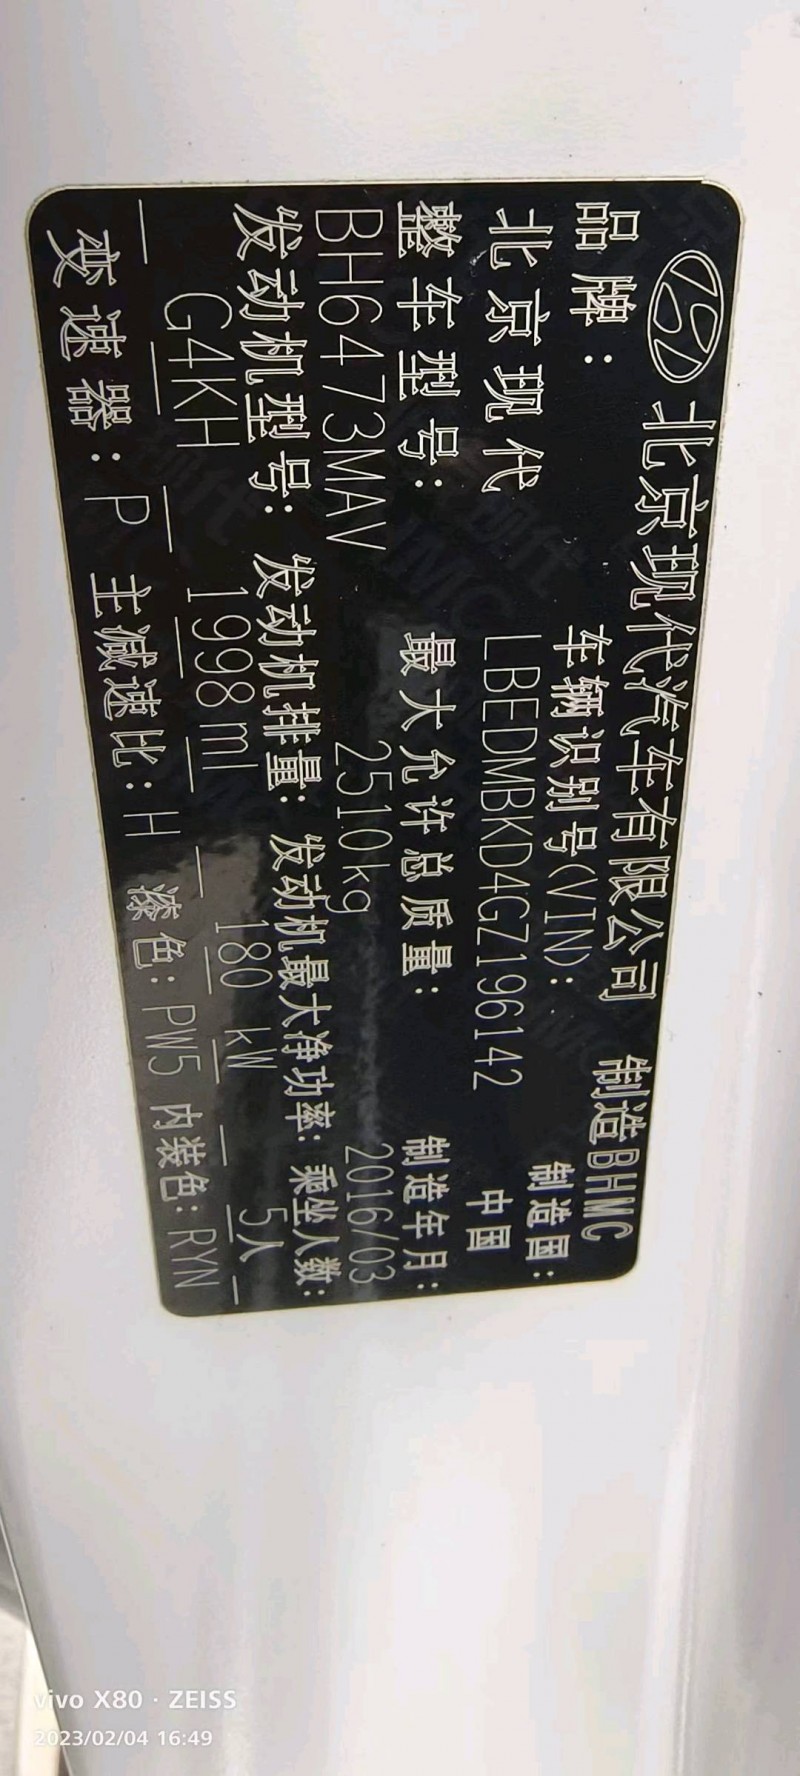 北京现代汽车有限公司 制造BHMC
品牌: 车辆识别号(VIN): 制造国:
北京现代 LBEDMBKD4GZ196142 中国
整车型号: 最大允许总质量: 制造年月:
BH6473MAV 2510kg 2016/03
发动机型号: 发动机排量: 发动机最大净功率: 乘坐人数:
G4KH 1998ml 180 kW 5人
变速器: P 主减速比: H 漆色: PW5 内装色: RYN
vivo X80 · ZEISS
2023/02/04 16:49